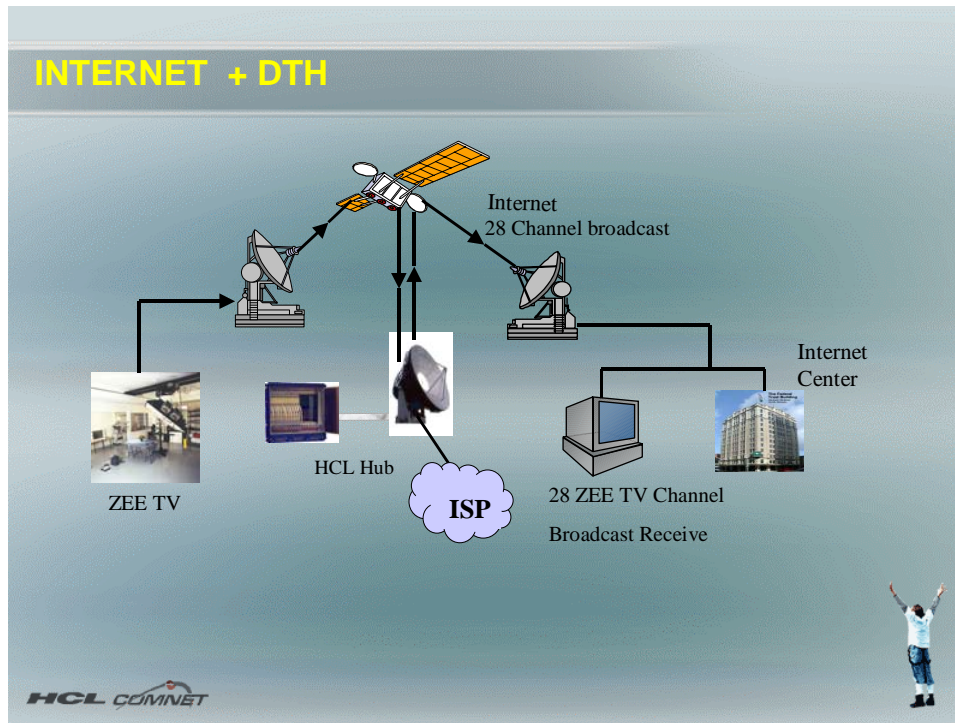 INTERNET + DTH
Internet
28 Channel broadcast
Internet
Center
HCL Hub
ZEE TV
ISP
28 ZEE TV Channel
Broadcast Receive
HCL COMNET